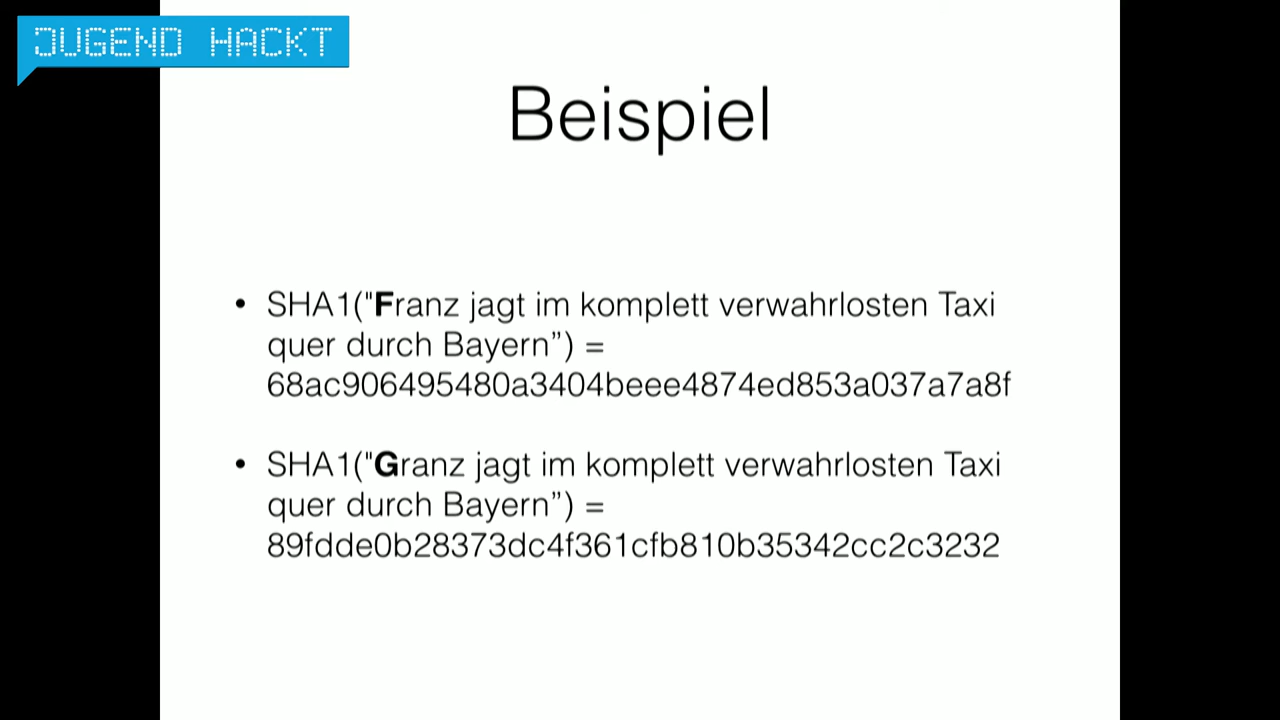 JUGEND HACKT
Beispiel
• SHA1("Franz jagt im komplett verwahrlosten Taxi
quer durch Bayern”) =
68ac906495480a3404beee4874ed853a037a7a8f
• SHA1("Granz jagt im komplett verwahrlosten Taxi
quer durch Bayern”) =
89fdde0b28373dc4f361cfb810b35342cc2c3232